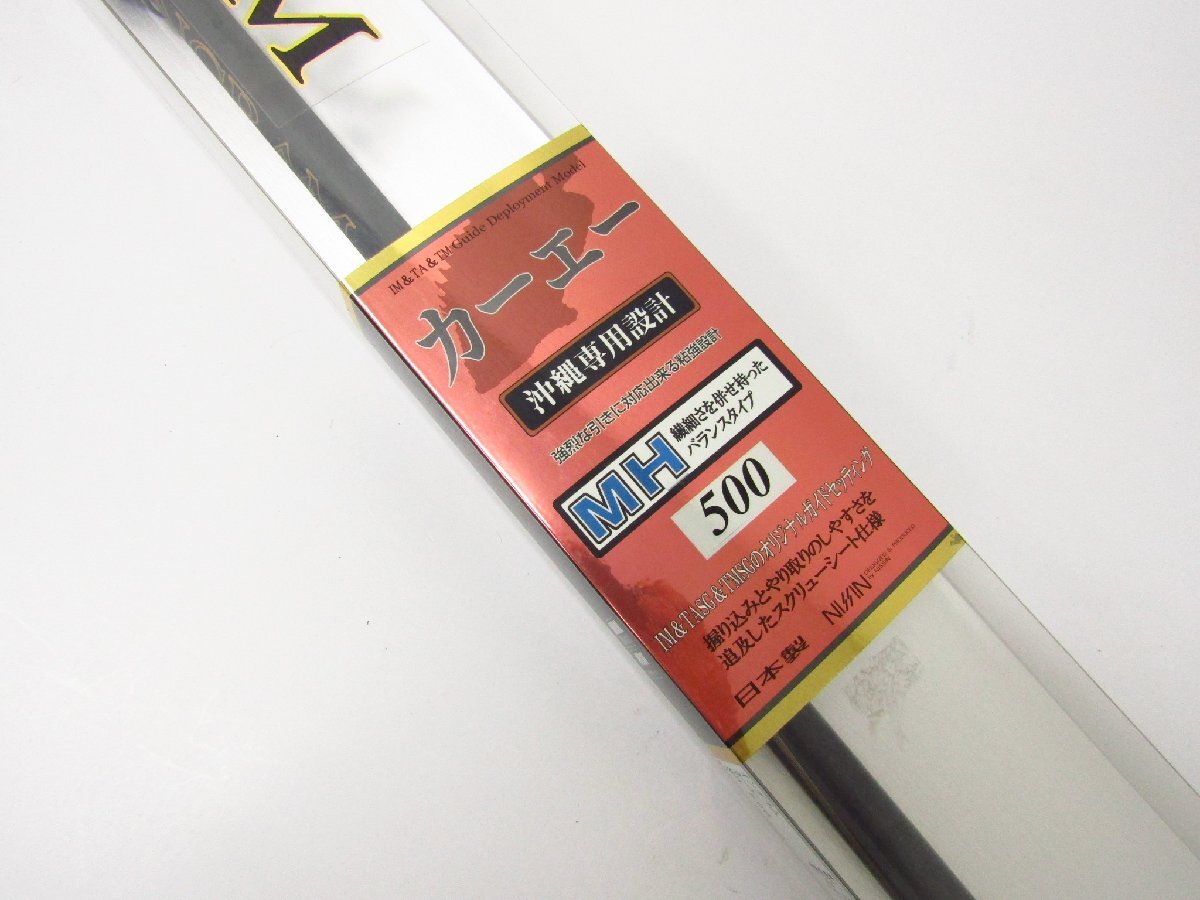 M
IM & TA & TM Guide Deployment Model
カーエー
沖縄専用設計
強烈な引きに対応出来る粘強設計
MH
繊細さを併せ持った
バランスタイプ
500
IM & TASG & TMSGのオリジナルガイドセッティング
握り込みとやり取りのしやすさを
追及したスクリューシート仕様
日本製
NISSIN
DESIGNED & PRODUCED
by NISSIN